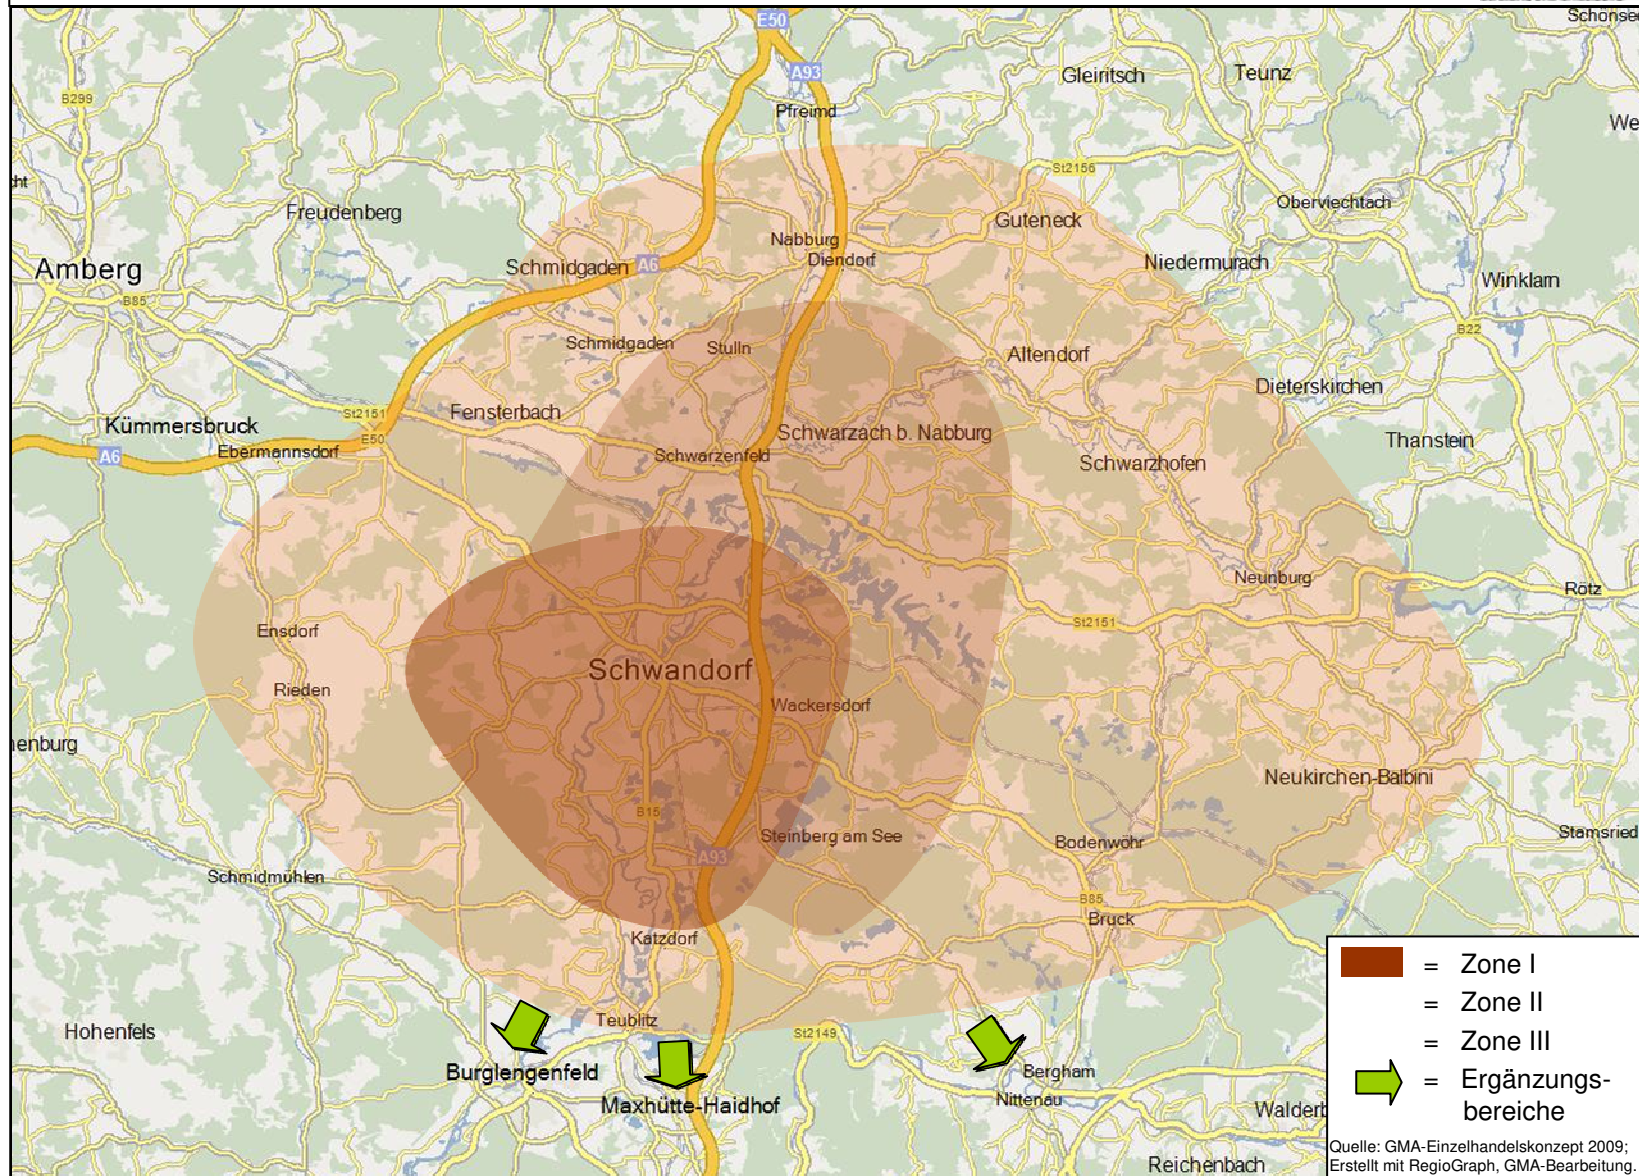 E50
Schönsee
A93
Gleiritsch
Teunz
B299
Pfreimd
We
cht
St2156
Freudenberg
Oberviechtach
Guteneck
Nabburg
Diendorf
Niedermurach
Amberg
Schmidgaden
A6
Winklarn
B85
B22
Schmidgaden
Stulln
Altendorf
Dieterskirchen
St2151
Fensterbach
Kümmersbruck
E50
Schwarzach b. Nabburg
Thanstein
A6
Ebermannsdorf
Schwarzenfeld
Schwarzhofen
Neunburg
Rötz
St2151
Ensdorf
Schwandorf
Rieden
Wackersdorf
henburg
Neukirchen-Balbini
B15
Steinberg am See
Bodenwöhr
Stamsried
A93
Schmidmühlen
B85
Bruck
Katzdorf
Teublitz
St2149
Hohenfels
Burglengenfeld
Bergham
Nittenau
Maxhütte-Haidhof
Walderb
Reichenbach
= Zone I
= Zone II
= Zone III
= Ergänzungs-
bereiche
Quelle: GMA-Einzelhandelskonzept 2009;
Erstellt mit RegioGraph, GMA-Bearbeitung.